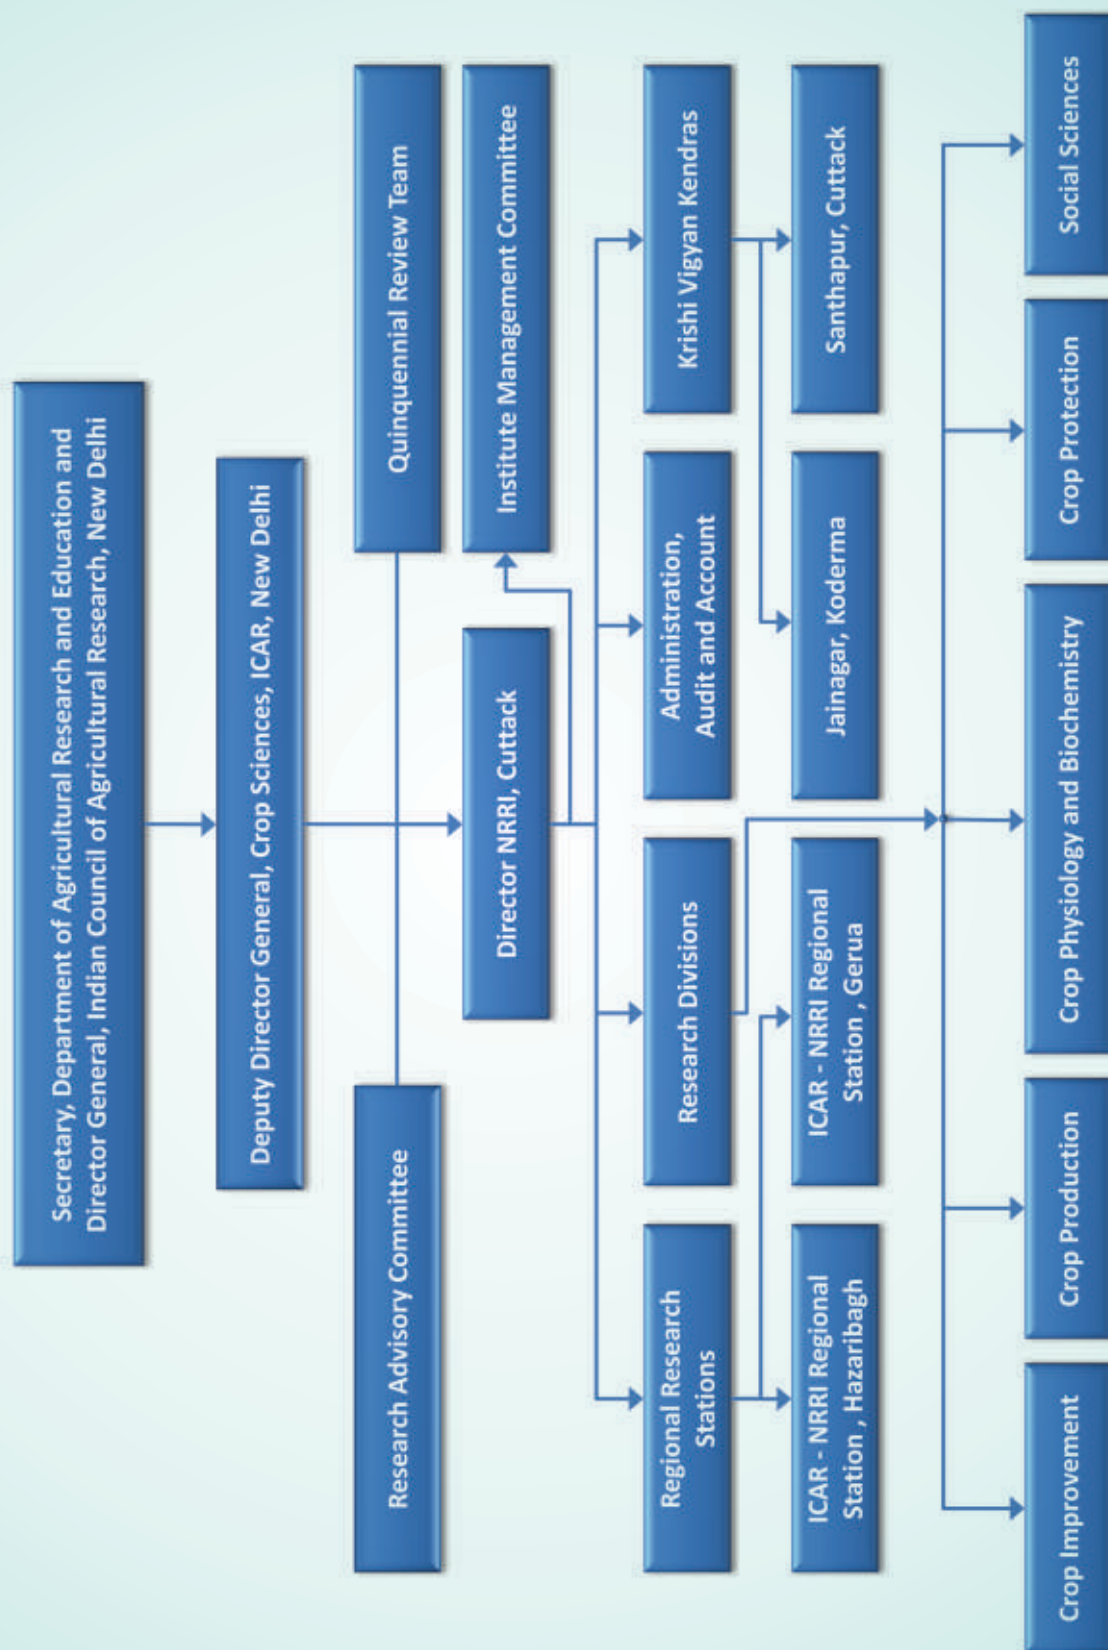 Secretary, Department of Agricultural Research and Education and
Director General, Indian Council of Agricultural Research, New Delhi
Deputy Director General, Crop Sciences, ICAR, New Delhi
Research Advisory Committee
Quinquennial Review Team
Director NRRI, Cuttack
Institute Management Committee
Regional Research
Stations
Research Divisions
Administration,
Audit and Account
Krishi Vigyan Kendras
ICAR - NRRI Regional
Station , Hazaribagh
ICAR - NRRI Regional
Station , Gerua
Jainagar, Koderma
Santhapur, Cuttack
Crop Improvement
Crop Production
Crop Physiology and Biochemistry
Crop Protection
Social Sciences